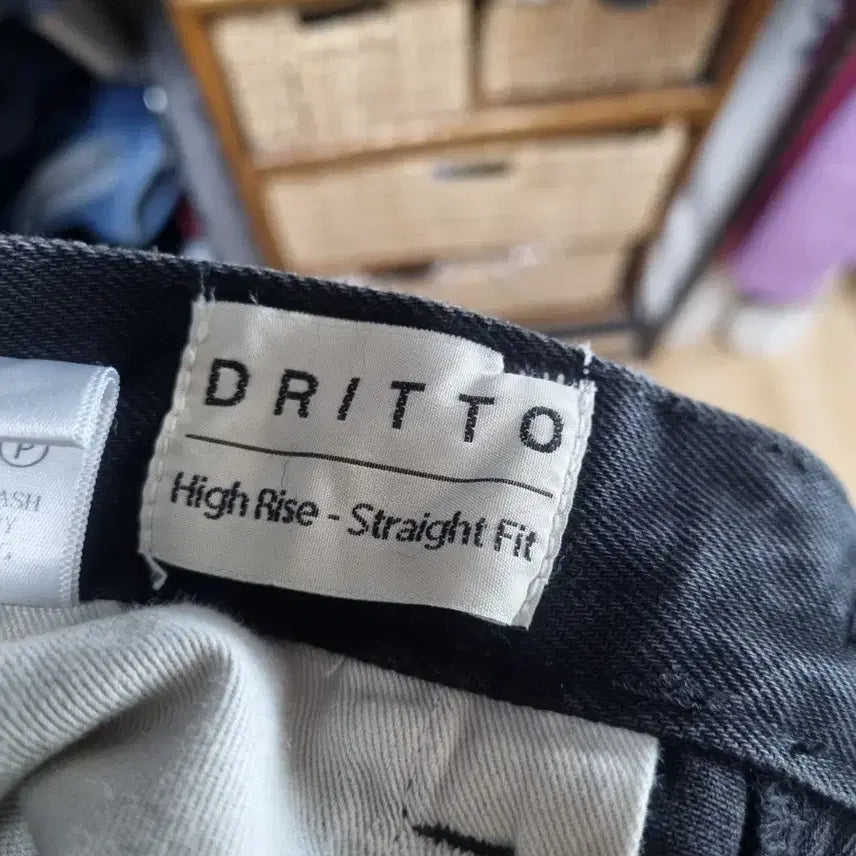 DRITTO
High Rise - Straight Fit
P